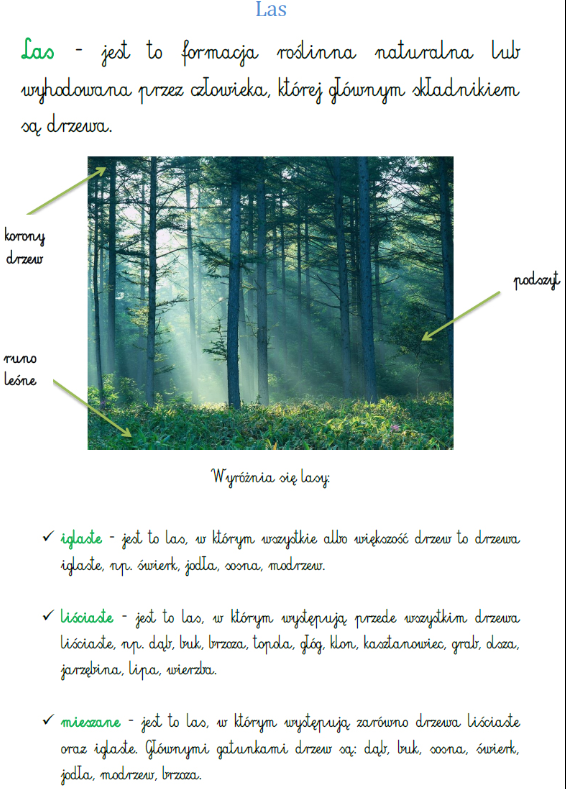 Las
Las - jest to formacja roślinna naturalna lub
wyhodowana przez człowieka, której głównym składnikiem
są drzewa.
korony
drzew
podszyt
runo
leśne
Wyróżnia się lasy:
✓ iglaste - jest to las, w którym wszystkie albo większość drzew to drzewa
iglaste, np. świerk, jodła, sosna, modrzew.
✓ liściaste - jest to las, w którym występują przede wszystkim drzewa
liściaste, np. dąb, buk, brzoza, topola, głóg, klon, kasztanowiec, grab, olsza,
jarzębina, lipa, wierzba.
✓ mieszane - jest to las, w którym występują zarówno drzewa liściaste
oraz iglaste. Głównymi gatunkami drzew są: dąb, buk, sosna, świerk,
jodła, modrzew, brzoza.